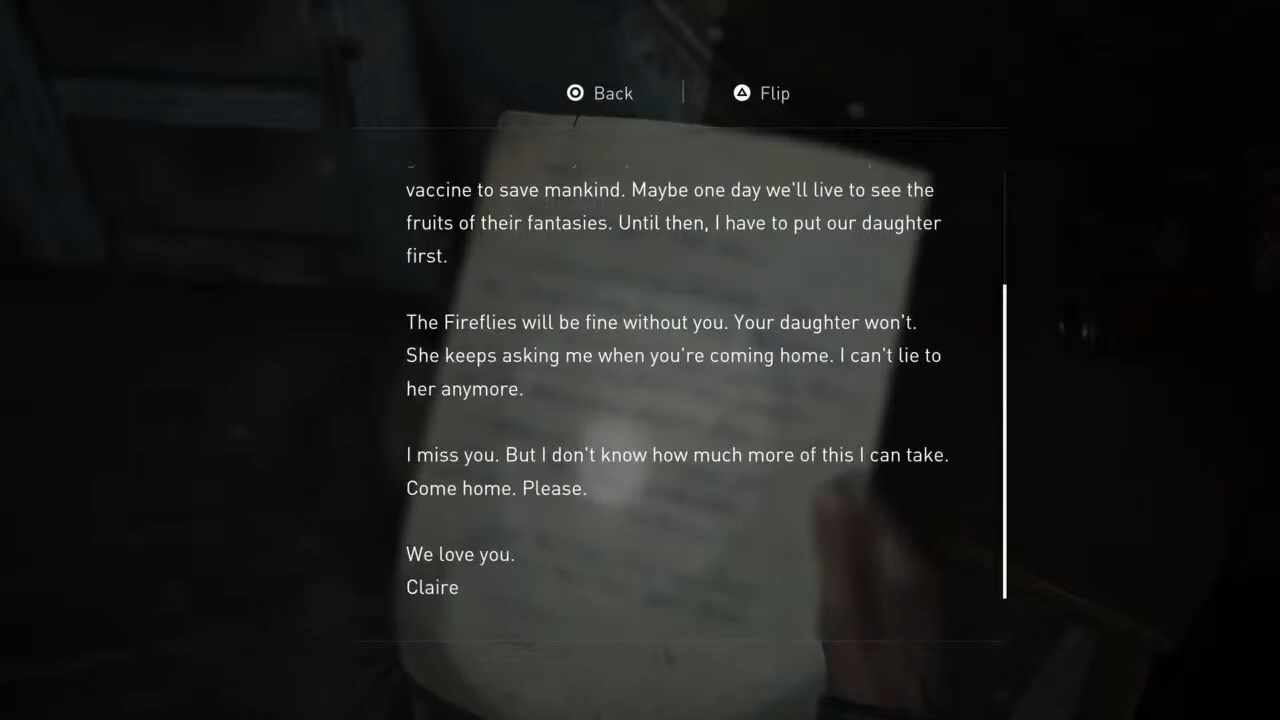 Back
Flip
vaccine to save mankind. Maybe one day we'll live to see the
fruits of their fantasies. Until then, I have to put our daughter
first.
The Fireflies will be fine without you. Your daughter won't.
She keeps asking me when you're coming home. I can't lie to
her anymore.
I miss you. But I don't know how much more of this I can take.
Come home. Please.
We love you.
Claire